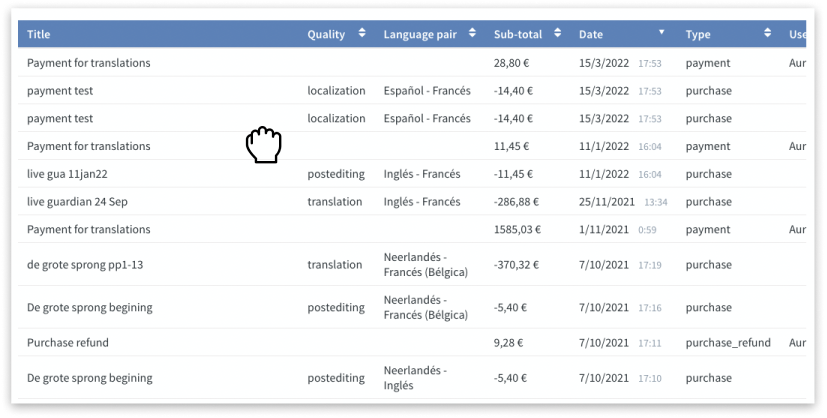 Title Quality Language pair Sub-total Date Type Use
Payment for translations 28,80 € 15/3/2022 17:53 payment Aur
payment test localization Español - Francés -14,40 € 15/3/2022 17:53 purchase
payment test localization Español - Francés -14,40 € 15/3/2022 17:53 purchase
Payment for translations 11,45 € 11/1/2022 16:04 payment Aur
live gua 11jan22 postediting Inglés - Francés -11,45 € 11/1/2022 16:04 purchase
live guardian 24 Sep translation Inglés - Francés -286,88 € 25/11/2021 13:34 purchase
Payment for translations 1585,03 € 1/11/2021 0:59 payment Aur
de grote sprong pp1-13 translation Neerlandés -
Francés (Bélgica) -370,32 € 7/10/2021 17:19 purchase
De grote sprong begining postediting Neerlandés -
Francés (Bélgica) -5,40 € 7/10/2021 17:16 purchase
Purchase refund 9,28 € 7/10/2021 17:11 purchase_refund Aur
De grote sprong begining postediting Neerlandés -
Inglés -5,40 € 7/10/2021 17:10 purchase